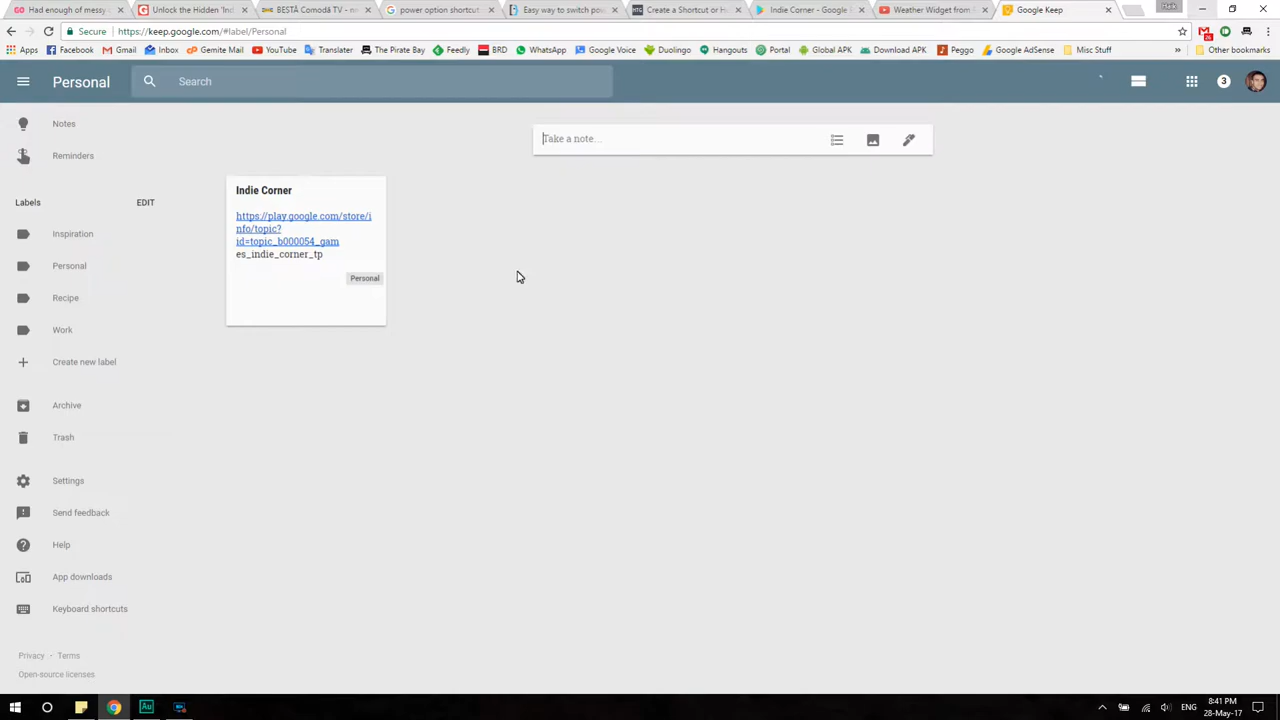 Had enough of messy c
Unlock the Hidden 'Ind
BESTÅ Comodă TV - ne
power option shortcut
Easy way to switch pow
Create a Shortcut or H
Indie Corner - Google P
Weather Widget from A
Google Keep
Secure
https://keep.google.com/#label/Personal
26
Apps
Facebook
Gmail
Inbox
Gemite Mail
YouTube
Translater
The Pirate Bay
Feedly
BRD
WhatsApp
Google Voice
Duolingo
Hangouts
Portal
Global APK
Download APK
Peggo
Google AdSense
Misc Stuff
»
Other bookmarks
Personal
Search
3
Notes
Reminders
Labels
EDIT
Inspiration
Personal
Recipe
Work
Create new label
Archive
Trash
Settings
Send feedback
Help
App downloads
Keyboard shortcuts
Privacy · Terms
Open-source licenses
Take a note...
Indie Corner
https://play.google.com/store/i
nfo/topic?
id=topic_b000054_gam
es_indie_corner_tp
Personal
Au
ENG
8:41 PM
28-May-17